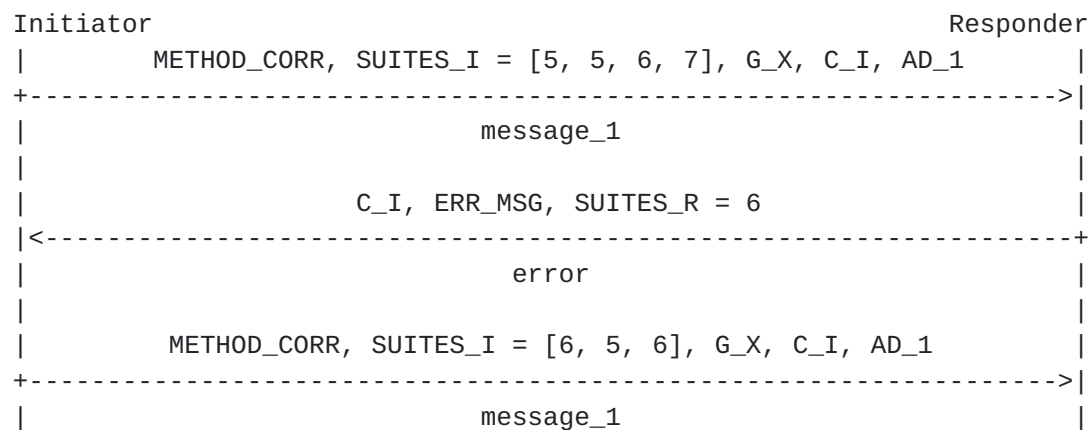 Initiator                                                   Responder
|        METHOD_CORR, SUITES_I = [5, 5, 6, 7], G_X, C_I, AD_1       |
+------------------------------------------------------------------>|
|                             message_1                             |
|                                                                   |
|                     C_I, ERR_MSG, SUITES_R = 6                    |
|<------------------------------------------------------------------+
|                               error                               |
|                                                                   |
|         METHOD_CORR, SUITES_I = [6, 5, 6], G_X, C_I, AD_1         |
+------------------------------------------------------------------>|
|                             message_1                             |